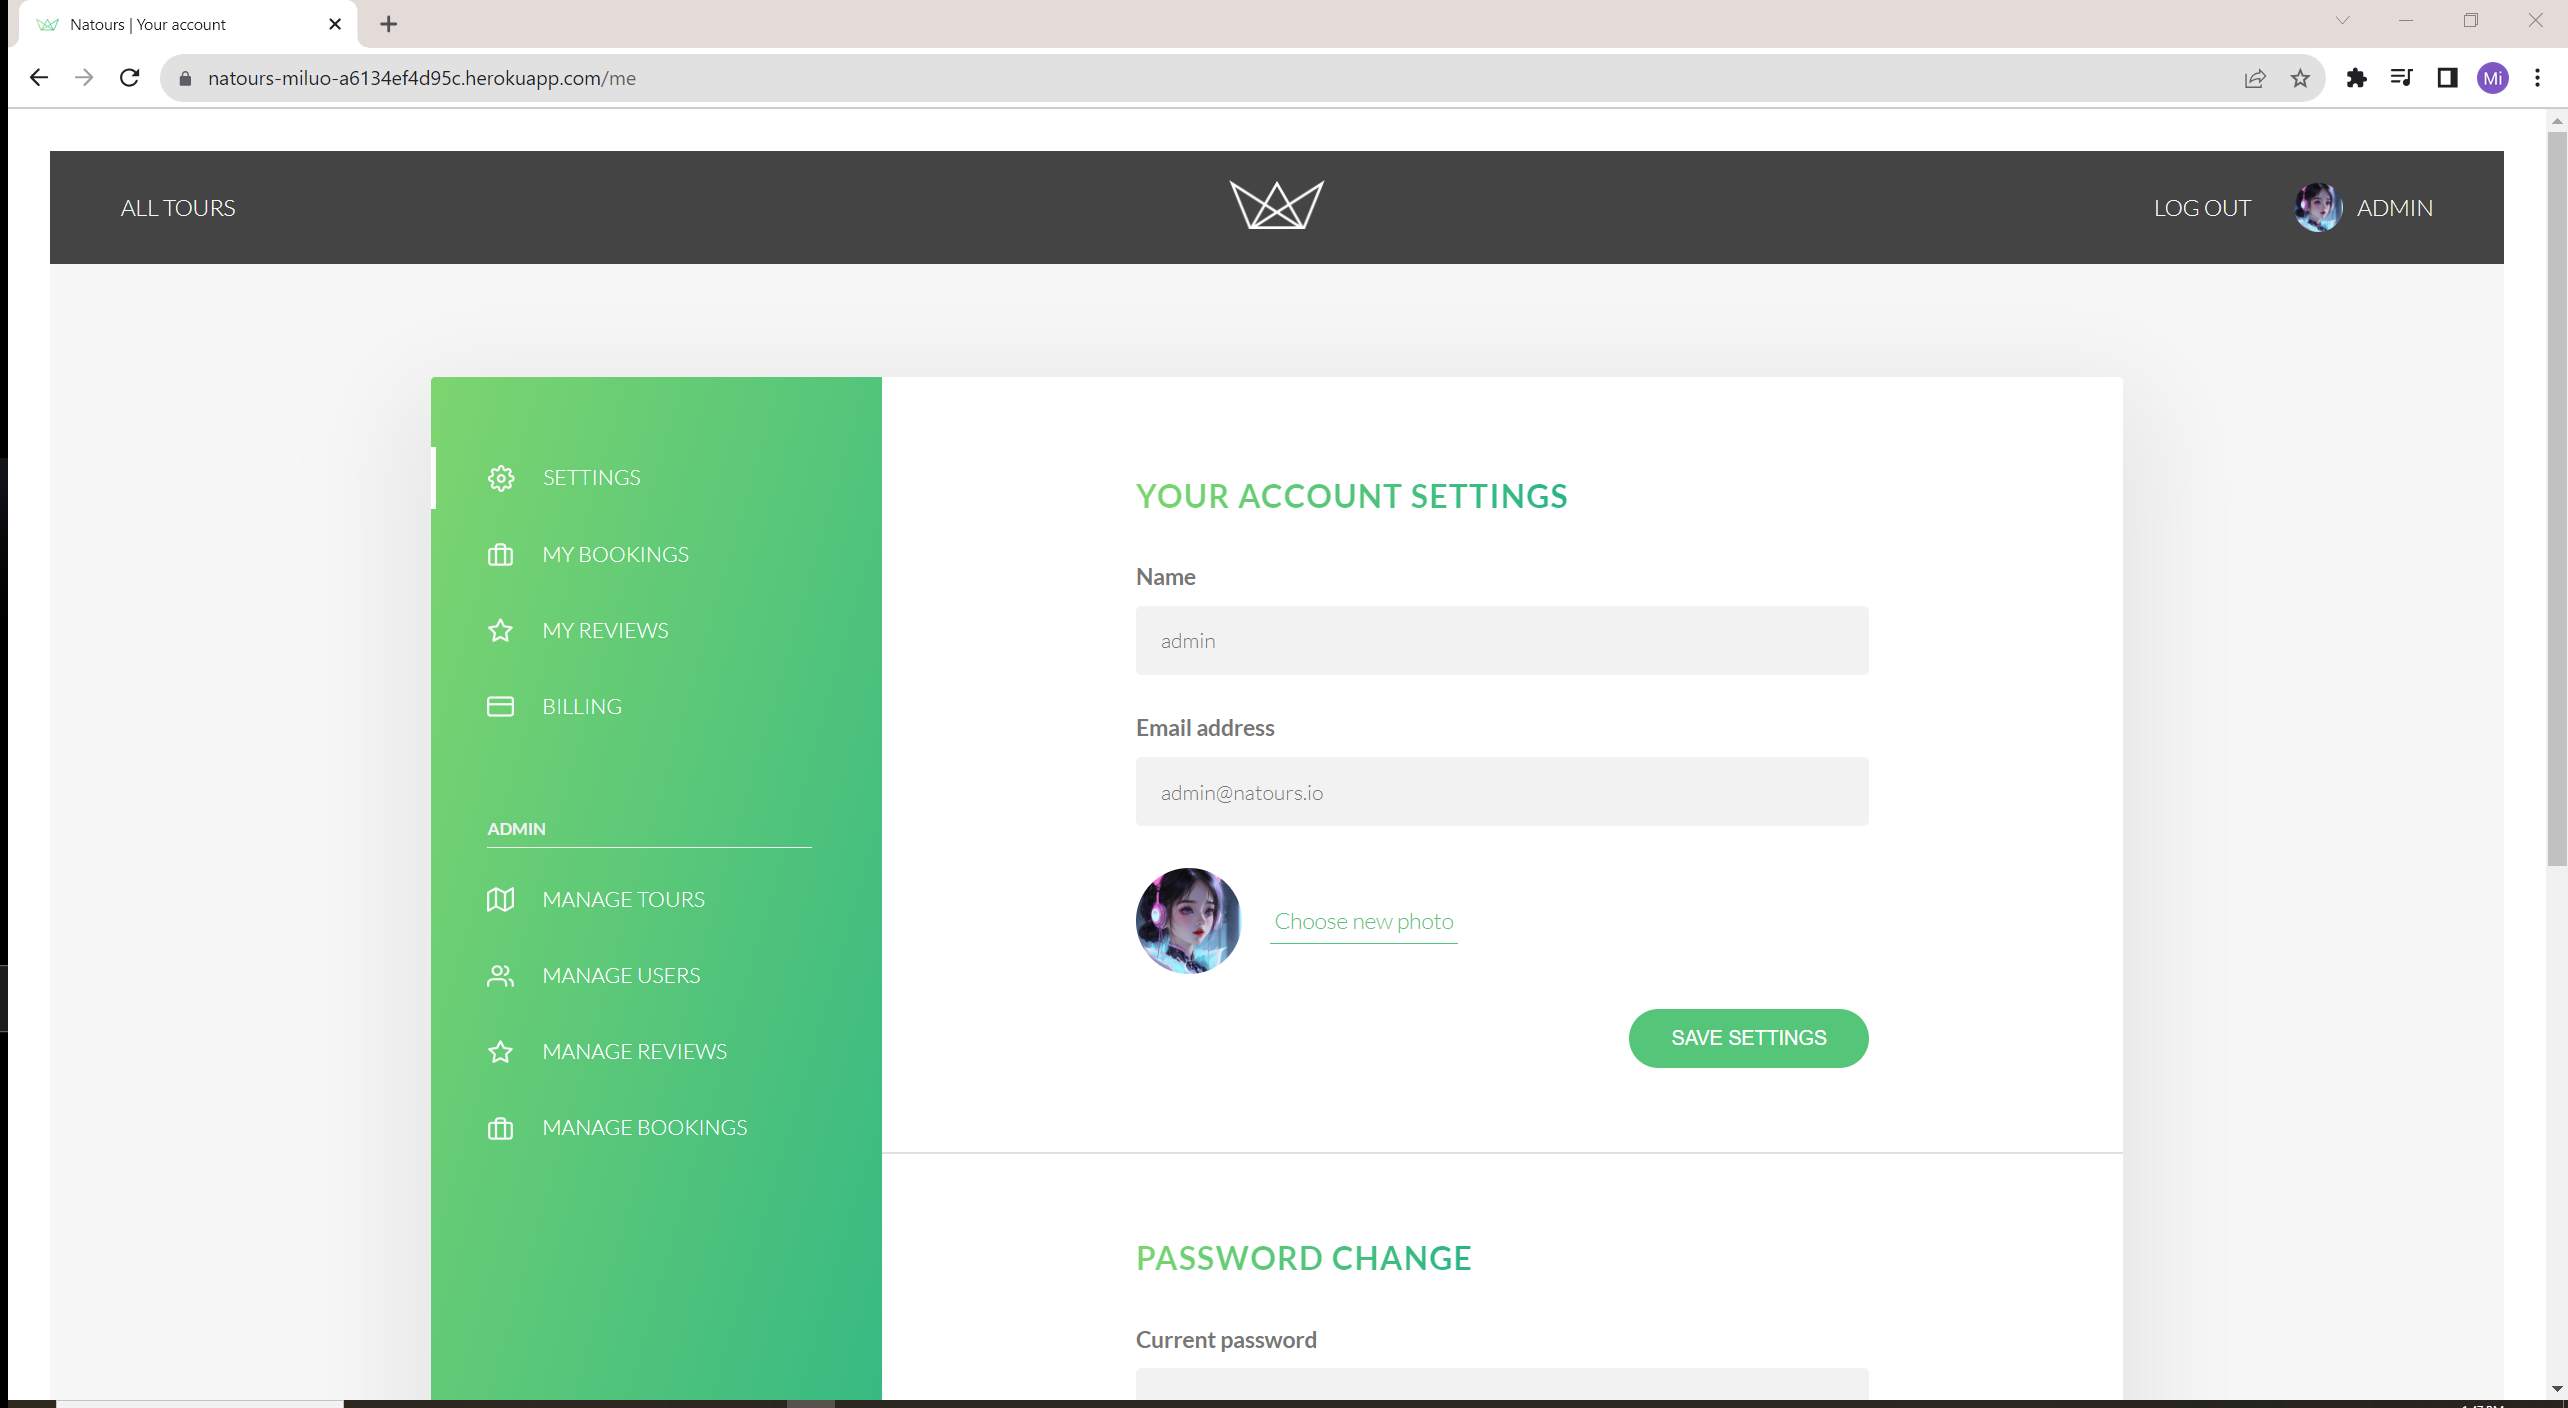 Natours | Your account
natours-miluo-a6134ef4d95c.herokuapp.com/me
Mi
ALL TOURS
LOG OUT
ADMIN
SETTINGS
MY BOOKINGS
MY REVIEWS
BILLING
ADMIN
MANAGE TOURS
MANAGE USERS
MANAGE REVIEWS
MANAGE BOOKINGS
YOUR ACCOUNT SETTINGS
Name
admin
Email address
admin@natours.io
Choose new photo
SAVE SETTINGS
PASSWORD CHANGE
Current password